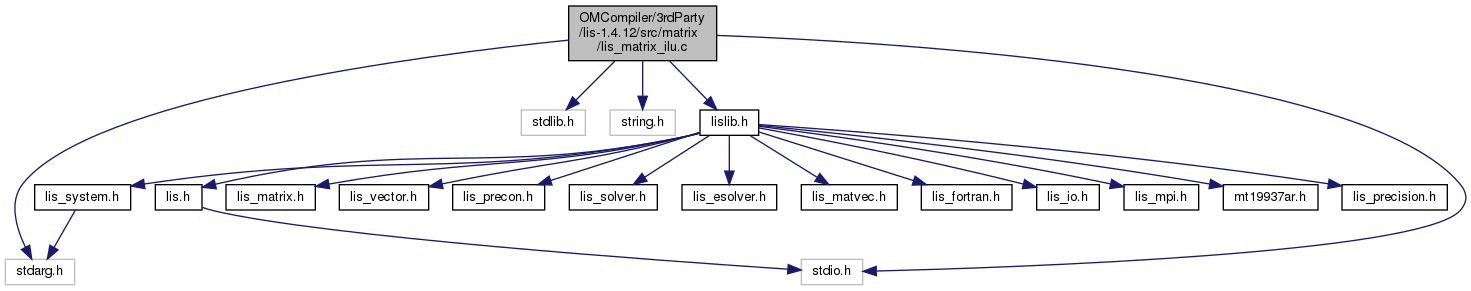 OMCompiler/3rdParty
/lis-1.4.12/src/matrix
/lis_matrix_ilu.c
stdlib.h
string.h
lislib.h
lis_system.h
lis.h
lis_matrix.h
lis_vector.h
lis_precon.h
lis_solver.h
lis_esolver.h
lis_matvec.h
lis_fortran.h
lis_io.h
lis_mpi.h
mt19937ar.h
lis_precision.h
stdarg.h
stdio.h